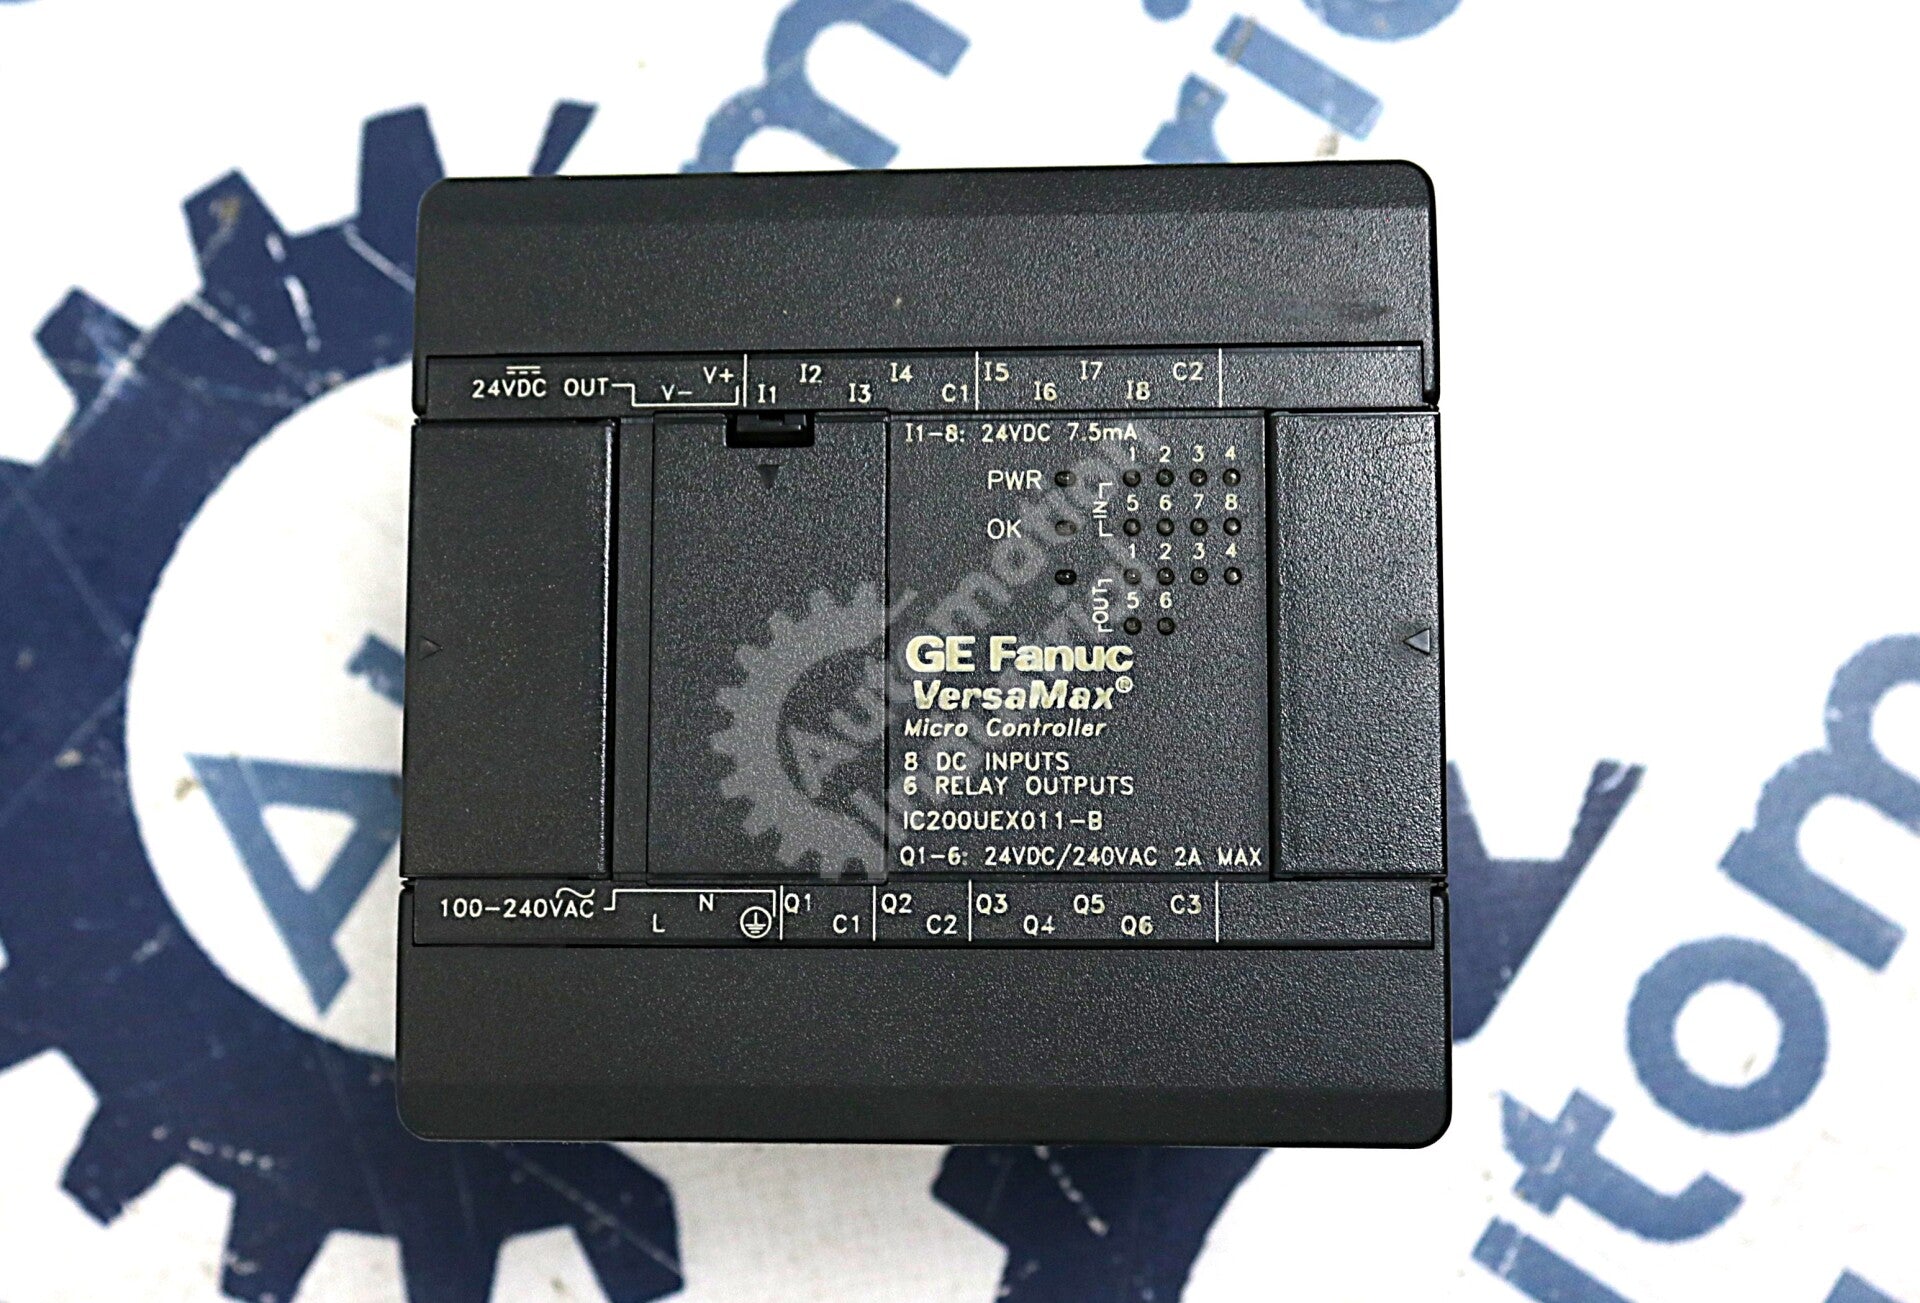 24VDC OUT V- V+ I1 I2 I3 I4 C1 I5 I6 I7 I8 C2
I1-8: 24VDC 7.5mA
1 2 3 4
PWR
IN
5 6 7 8
OK
1 2 3 4
OUT
5 6
GE Fanuc
VersaMax®
Micro Controller
8 DC INPUTS
6 RELAY OUTPUTS
IC200UEX011-B
Q1-6: 24VDC/240VAC 2A MAX
100-240VAC L N Q1 C1 Q2 C2 Q3 Q4 Q5 Q6 C3
Automation
utom